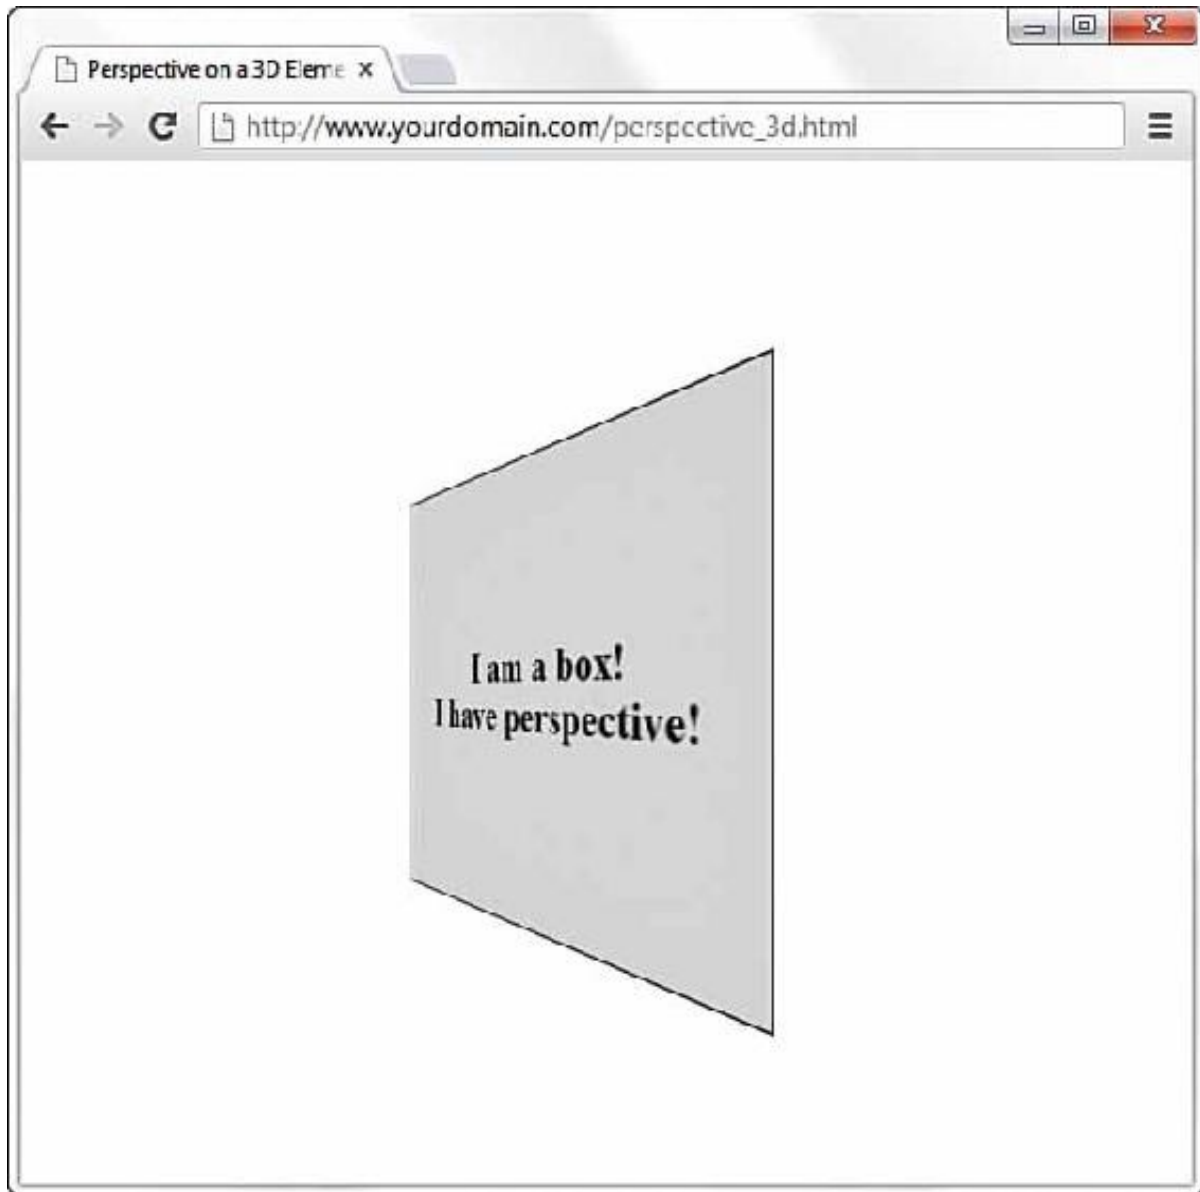 Perspective on a 3D Eleme
http://www.yourdomain.com/perspective_3d.html
I am a box!
I have perspective!